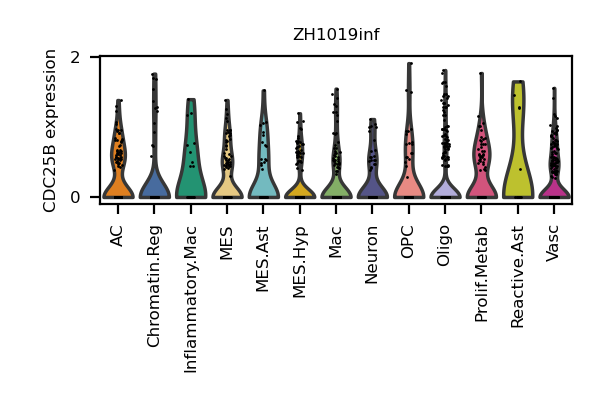 ZH1019inf
CDC25B expression
2
0
AC
Chromatin.Reg
Inflammatory.Mac
MES
MES.Ast
MES.Hyp
Mac
Neuron
OPC
Oligo
Prolif.Metab
Reactive.Ast
Vasc